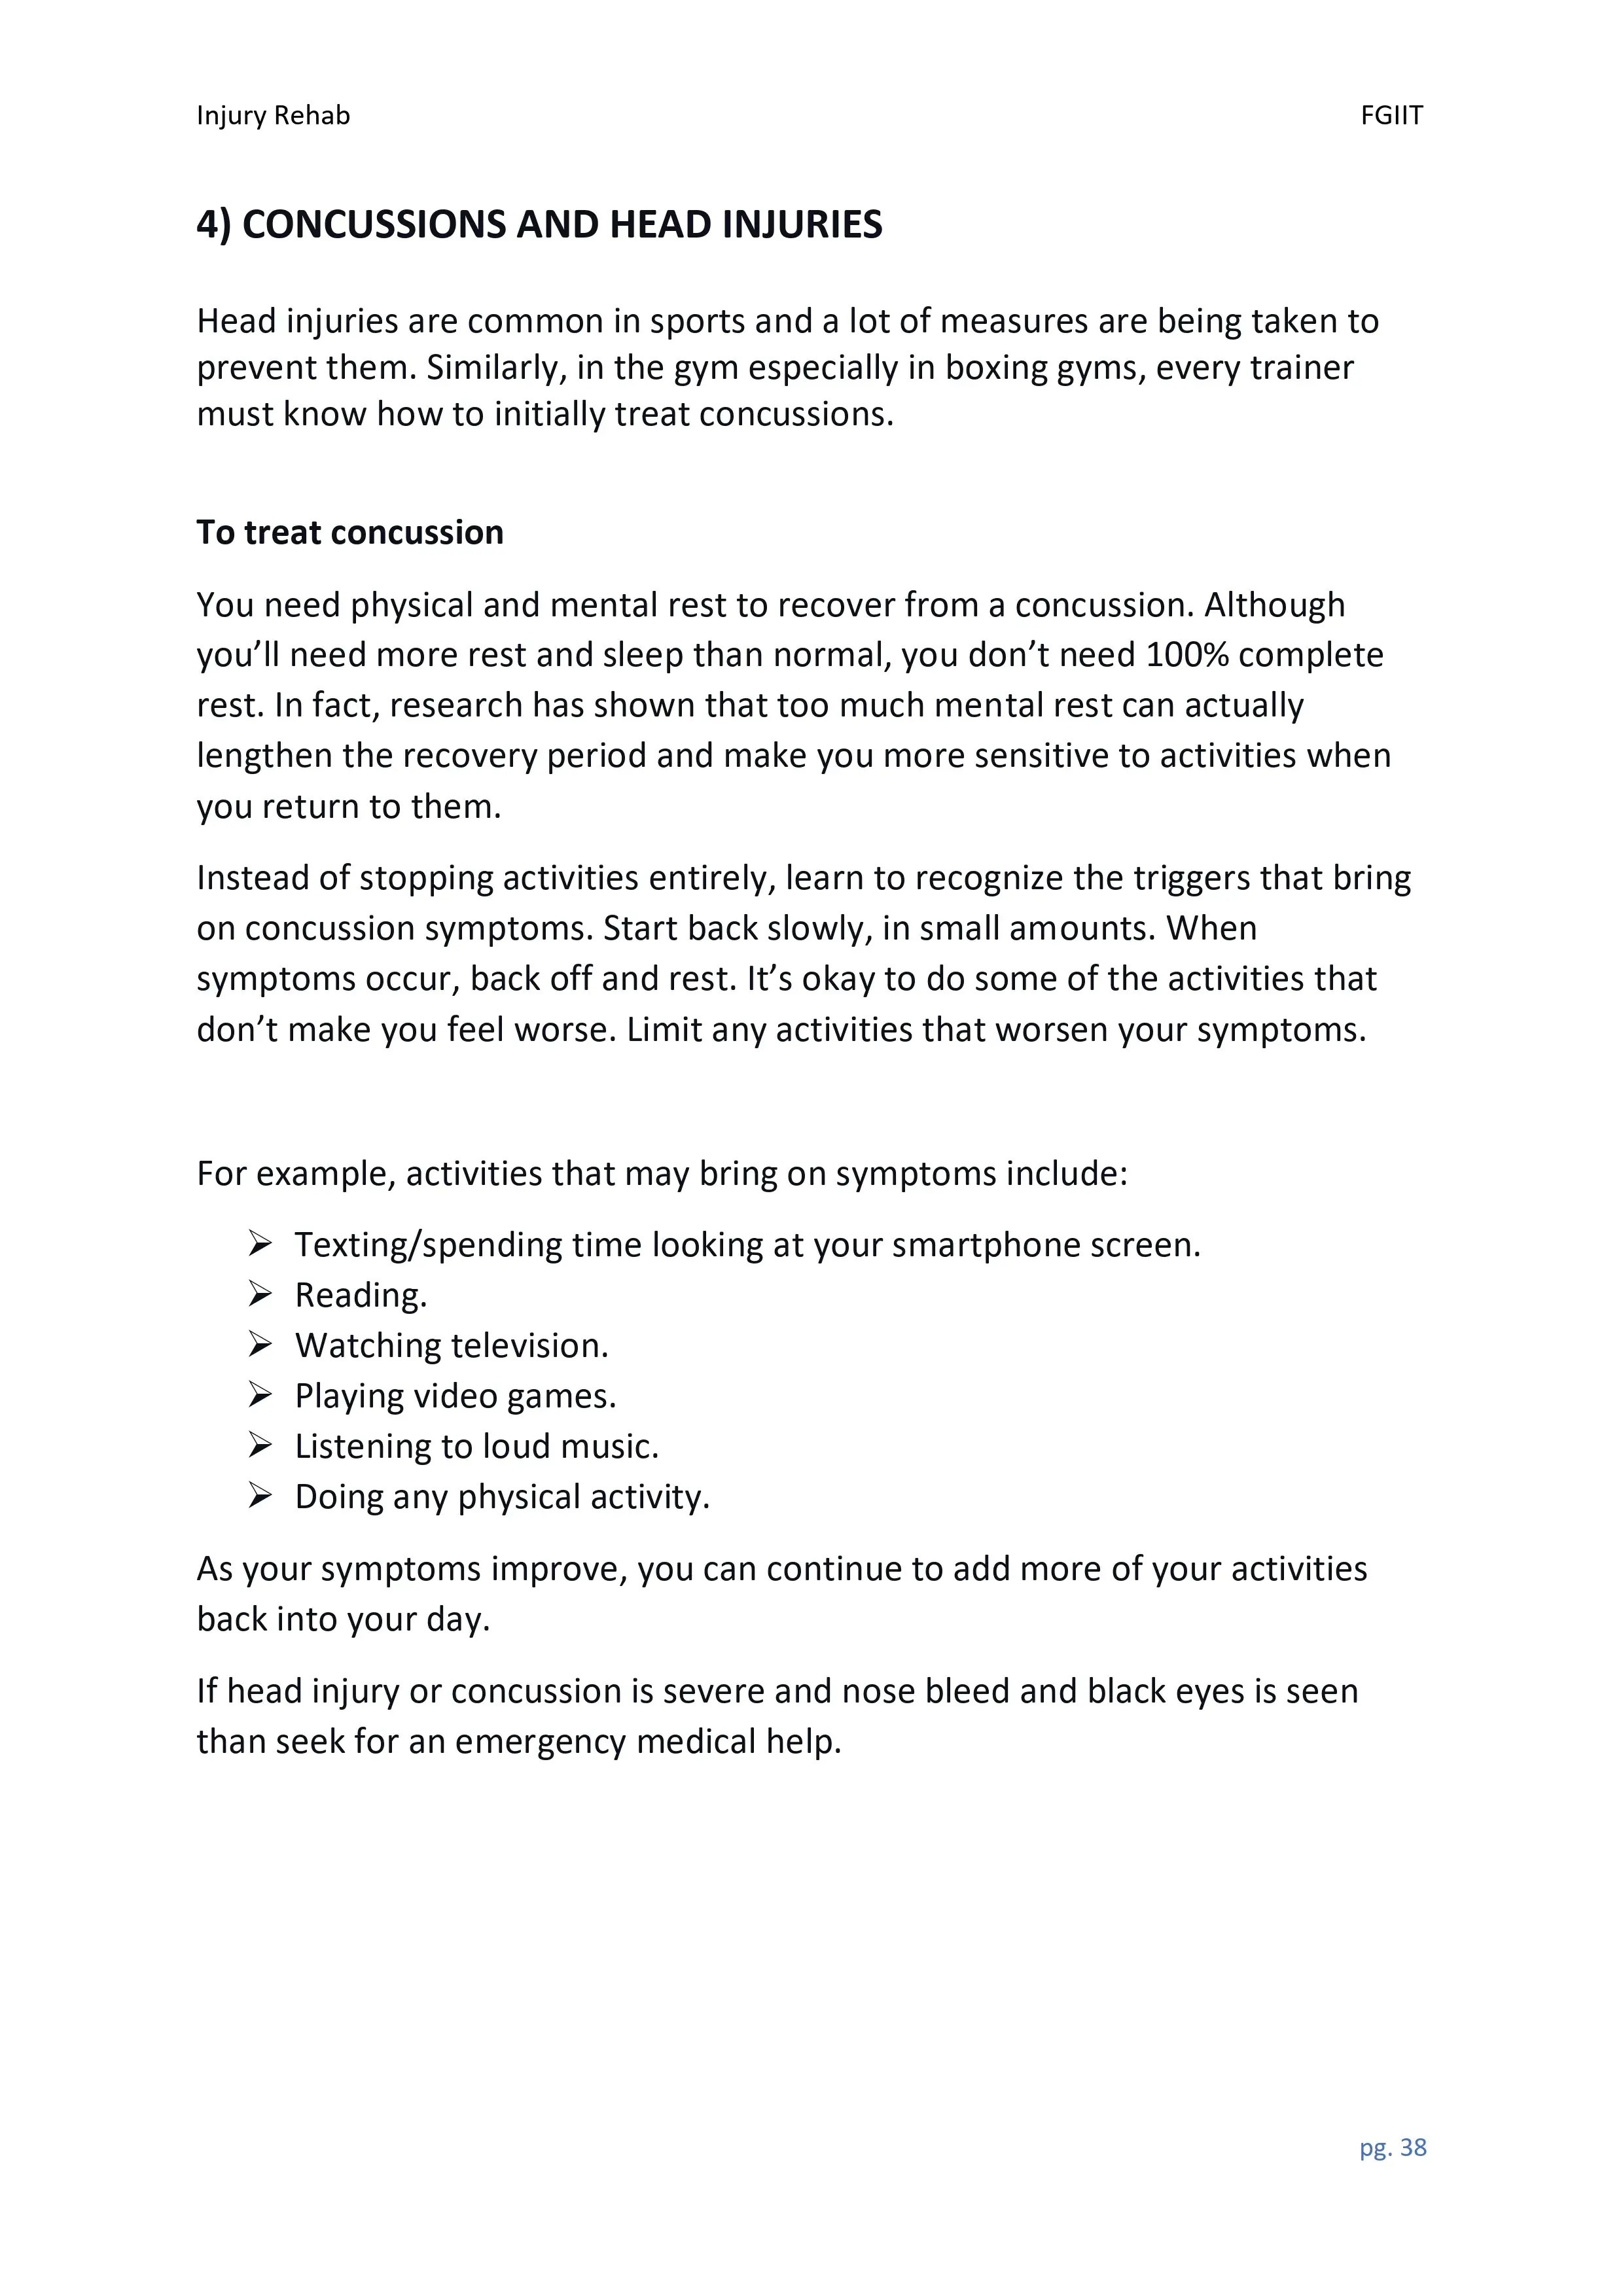 Injury Rehab FGIIT
4) CONCUSSIONS AND HEAD INJURIES
Head injuries are common in sports and a lot of measures are being taken to
prevent them. Similarly, in the gym especially in boxing gyms, every trainer
must know how to initially treat concussions.
To treat concussion
You need physical and mental rest to recover from a concussion. Although
you’ll need more rest and sleep than normal, you don’t need 100% complete
rest. In fact, research has shown that too much mental rest can actually
lengthen the recovery period and make you more sensitive to activities when
you return to them.
Instead of stopping activities entirely, learn to recognize the triggers that bring
on concussion symptoms. Start back slowly, in small amounts. When
symptoms occur, back off and rest. It’s okay to do some of the activities that
don’t make you feel worse. Limit any activities that worsen your symptoms.
For example, activities that may bring on symptoms include:
➢ Texting/spending time looking at your smartphone screen.
➢ Reading.
➢ Watching television.
➢ Playing video games.
➢ Listening to loud music.
➢ Doing any physical activity.
As your symptoms improve, you can continue to add more of your activities
back into your day.
If head injury or concussion is severe and nose bleed and black eyes is seen
than seek for an emergency medical help.
pg. 38